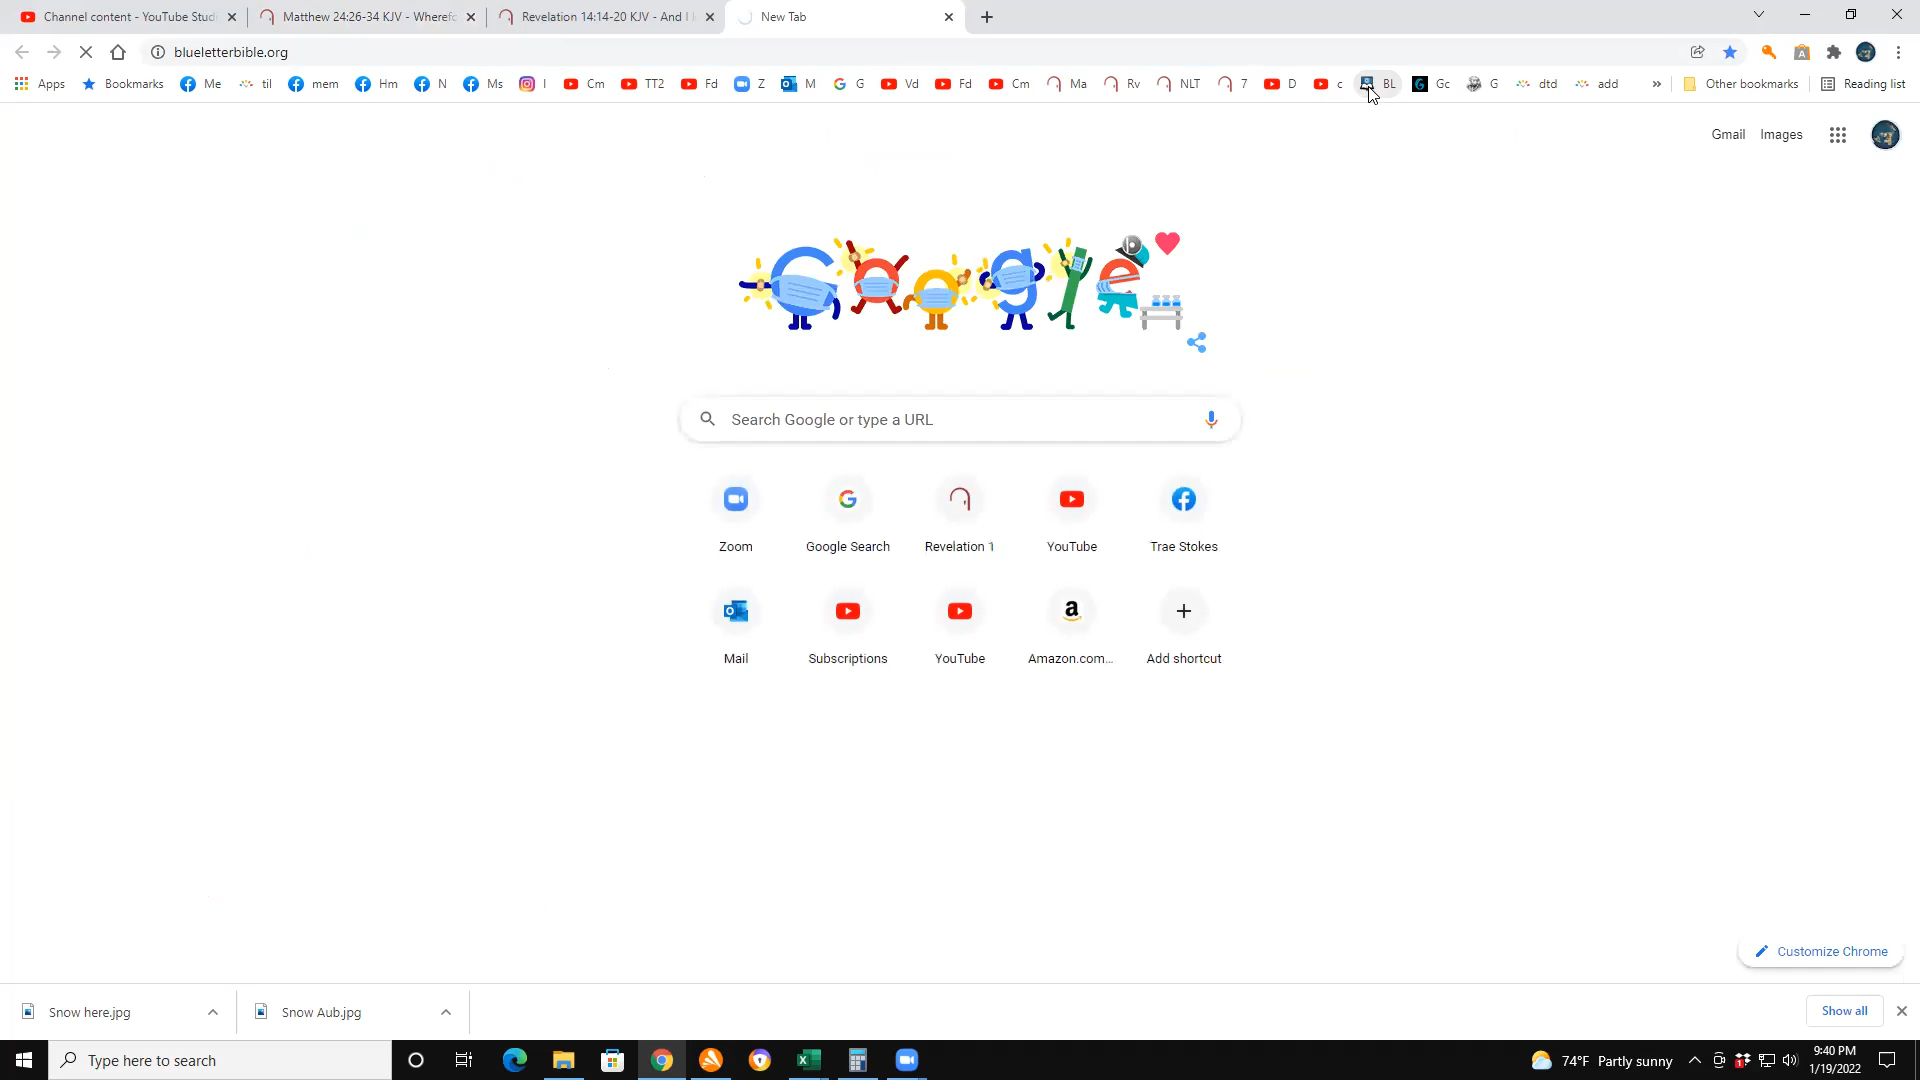 Channel content - YouTube Studi
Matthew 24:26-34 KJV - Wherefo
Revelation 14:14-20 KJV - And I l
New Tab
blueletterbible.org
Apps
Bookmarks
Me
til
mem
Hm
N
Ms
I
Cm
TT2
Fd
Z
M
G
Vd
Fd
Cm
Ma
Rv
NLT
7
D
c
BL
Gc
G
dtd
add
Other bookmarks
Reading list
Gmail
Images
Google
Search Google or type a URL
Zoom
Google Search
Revelation 1
YouTube
Trae Stokes
Mail
Subscriptions
YouTube
Amazon.com...
Add shortcut
Customize Chrome
Snow here.jpg
Snow Aub.jpg
Show all
Type here to search
74°F Partly sunny
9:40 PM
1/19/2022